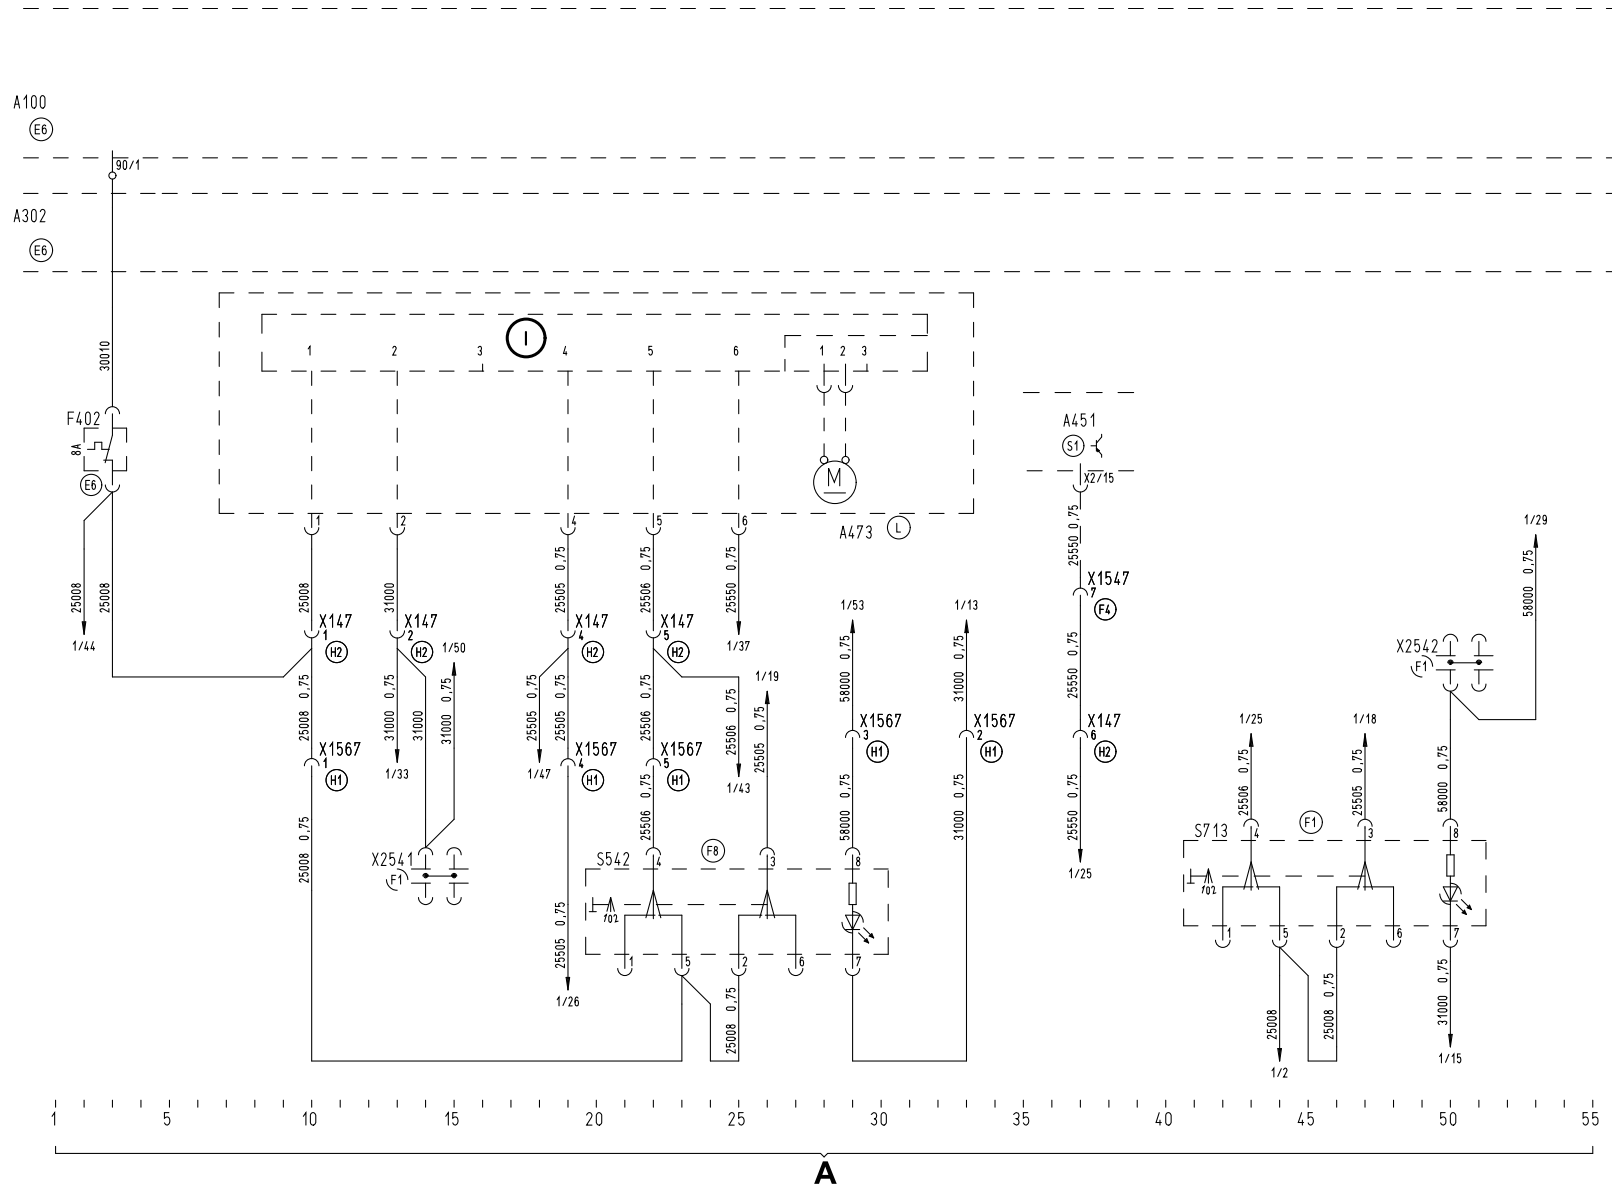 A100
E6
90/1
A302
E6
30010
F402
8A
E6
I
1 2 3 4 5 6 1 2 3
M
A473 L
A451
S1
X2/15
1 2 4 5 6
25008 25008
1/44
25008
X147
1
H2
25008 0,75
X1567
1
H1
25008 0,75
31000
X147
2
H2
31000 0,75
1/33
31000
1/50
31000 0,75
X2541
F1
25505 0,75
X147
4
H2
25505 0,75
1/47
25505 0,75
X1567
4
H1
25505 0,75
1/26
25506 0,75
X147
5
H2
25506 0,75
X1567
5
H1
25506 0,75
25550 0,75
1/37
25506 0,75
1/43
1/19
25505 0,75
S542
F8
4 3 8
102
1 5 2 6 7
25008 0,75
1/53
58000 0,75
X1567
3
H1
58000 0,75
1/13
31000 0,75
X1567
2
H1
31000 0,75
25550 0,75
X1547
7
F4
25550 0,75
X147
6
H2
25550 0,75
1/25
1/25
25506 0,75
1/18
25505 0,75
X2542
F1
1/29
58000 0,75
58000 0,75
S713
F1
4 3 8
102
1 5 2 6 7
25008
1/2
25008 0,75
31000 0,75
1/15
1 5 10 15 20 25 30 35 40 45 50 55
A